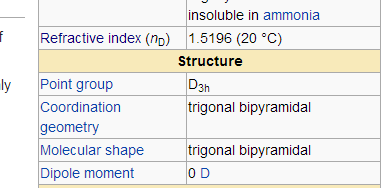 insoluble in ammonia
f
Refractive index (nD) 1.5196 (20 °C)
Structure
ly
Point group D3h
Coordination trigonal bipyramidal
geometry
Molecular shape trigonal bipyramidal
Dipole moment 0 D